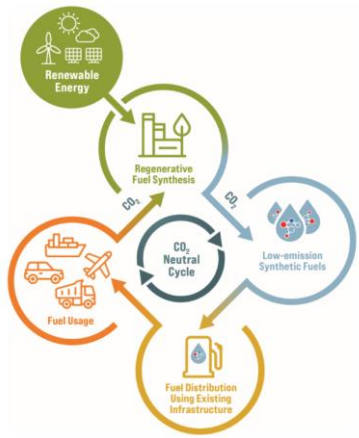 Renewable
Energy
Regenerative
Fuel Synthesis
CO₂
CO₂
CO₂
Neutral
Cycle
Low-emission
Synthetic Fuels
Fuel Usage
Fuel Distribution
Using Existing
Infrastructure